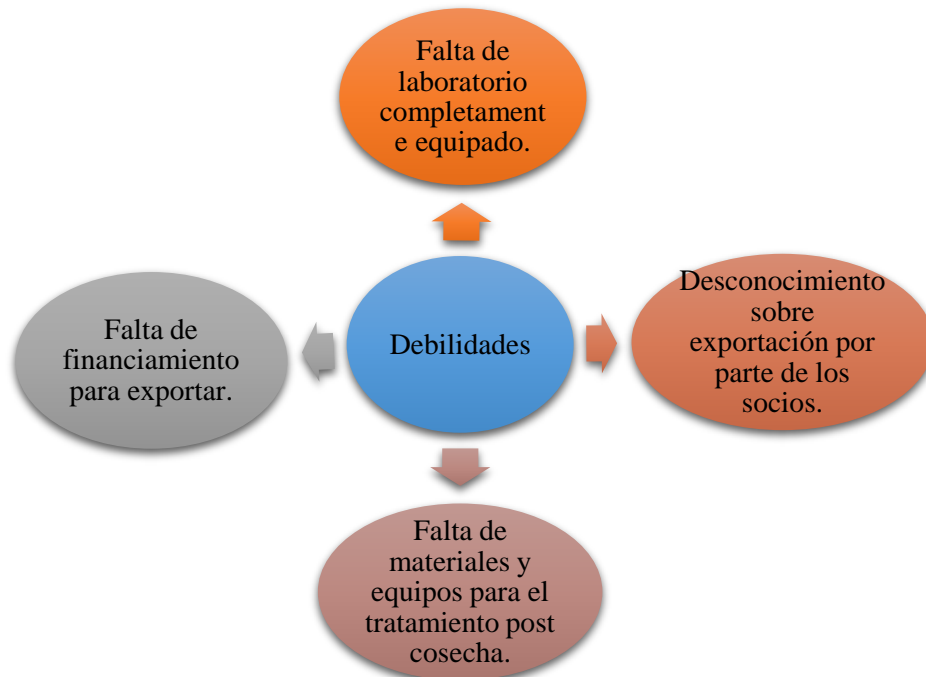 Falta de
laboratorio
completament
e equipado.
Falta de
financiamiento
para exportar.
Debilidades
Desconocimiento
sobre
exportación por
parte de los
socios.
Falta de
materiales y
equipos para el
tratamiento post
cosecha.